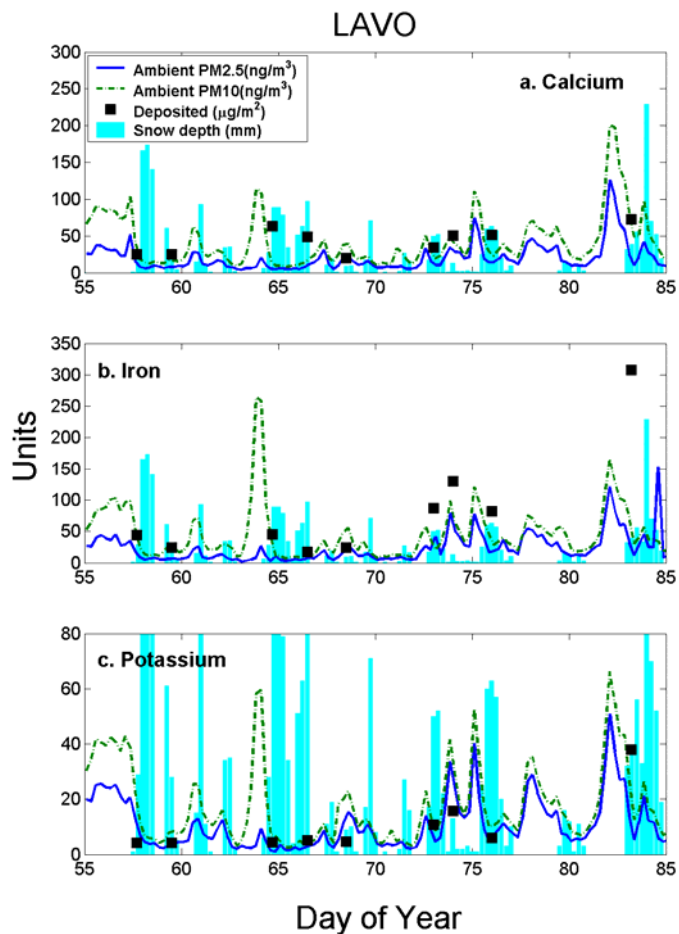 LAVO
300
250
200
150
100
50
0
Ambient PM2.5(ng/m³)
Ambient PM10(ng/m³)
Deposited (μg/m²)
Snow depth (mm)
a. Calcium
55 60 65 70 75 80 85
350
300
250
200
150
100
50
0
b. Iron
Units
55 60 65 70 75 80 85
80
60
40
20
0
c. Potassium
55 60 65 70 75 80 85
Day of Year